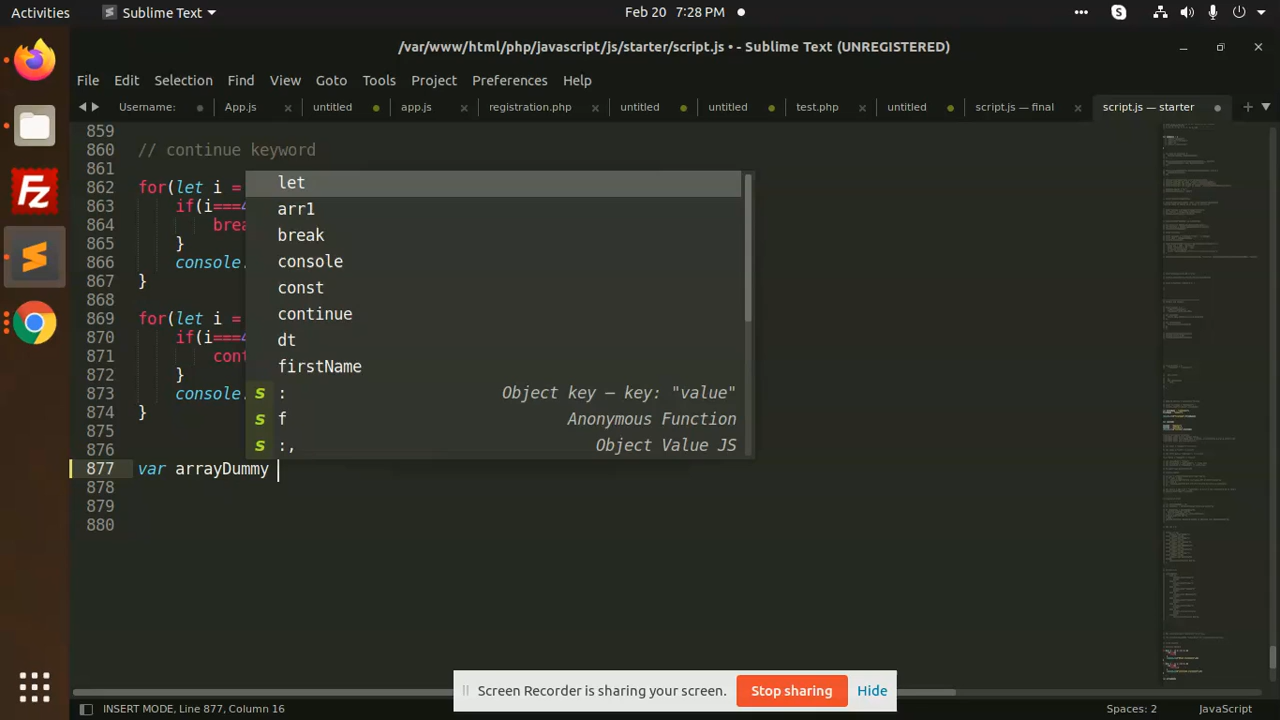 Activities
Sublime Text
Feb 20 7:28 PM
/var/www/html/php/javascript/js/starter/script.js • - Sublime Text (UNREGISTERED)
File Edit Selection Find View Goto Tools Project Preferences Help
Username: App.js untitled app.js registration.php untitled untitled test.php untitled script.js — final script.js — starter
859
860 // continue keyword
861
862 for(let i =
863 if(i===
864 brea
865 }
866 console.
867 }
868
869 for(let i =
870 if(i===
871 cont
872 }
873 console.
874 }
875
876
877 var arrayDummy
878
879
880
let
arr1
break
console
const
continue
dt
firstName
s : Object key — key: "value"
s f Anonymous Function
s :, Object Value JS
Screen Recorder is sharing your screen. Stop sharing Hide
INSERT MODE, Line 877, Column 16
Spaces: 2
JavaScript